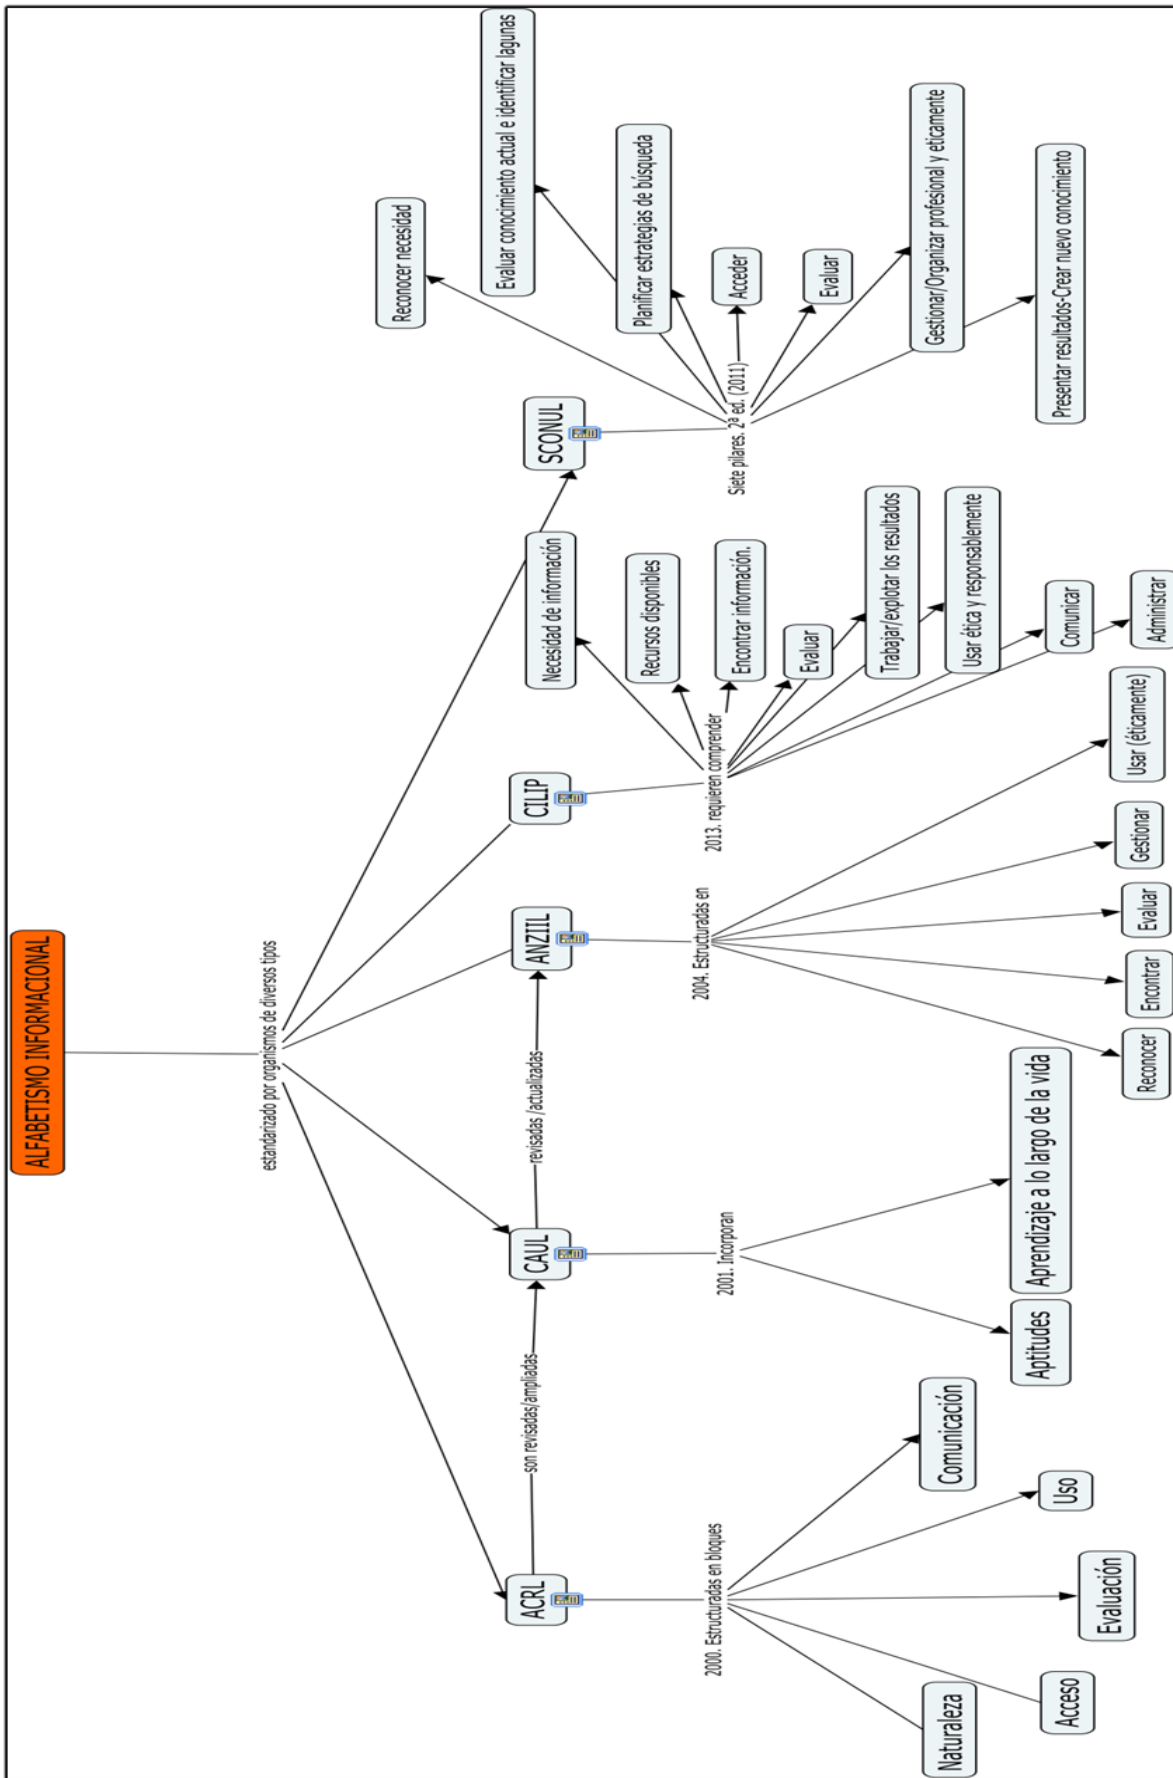 ALFABETISMO INFORMACIONAL
estandarizado por organismos de diversos tipos
ACRL
son revisadas/ampliadas
CAUL
revisadas /actualizadas
ANZIIL
CILIP
SCONUL
2000. Estructuradas en bloques
Naturaleza
Acceso
Evaluación
Uso
Comunicación
2001. Incorporan
Aptitudes
Aprendizaje a lo largo de la vida
2004. Estructuradas en
Reconocer
Encontrar
Evaluar
Gestionar
Usar (éticamente)
2013. requieren comprender
Necesidad de información
Recursos disponibles
Encontrar información.
Evaluar
Trabajar/explotar los resultados
Usar ética y responsablemente
Comunicar
Administrar
Siete pilares. 2ª ed. (2011)
Reconocer necesidad
Evaluar conocimiento actual e identificar lagunas
Planificar estrategias de búsqueda
Acceder
Evaluar
Gestionar/Organizar profesional y eticamente
Presentar resultados-Crear nuevo conocimiento